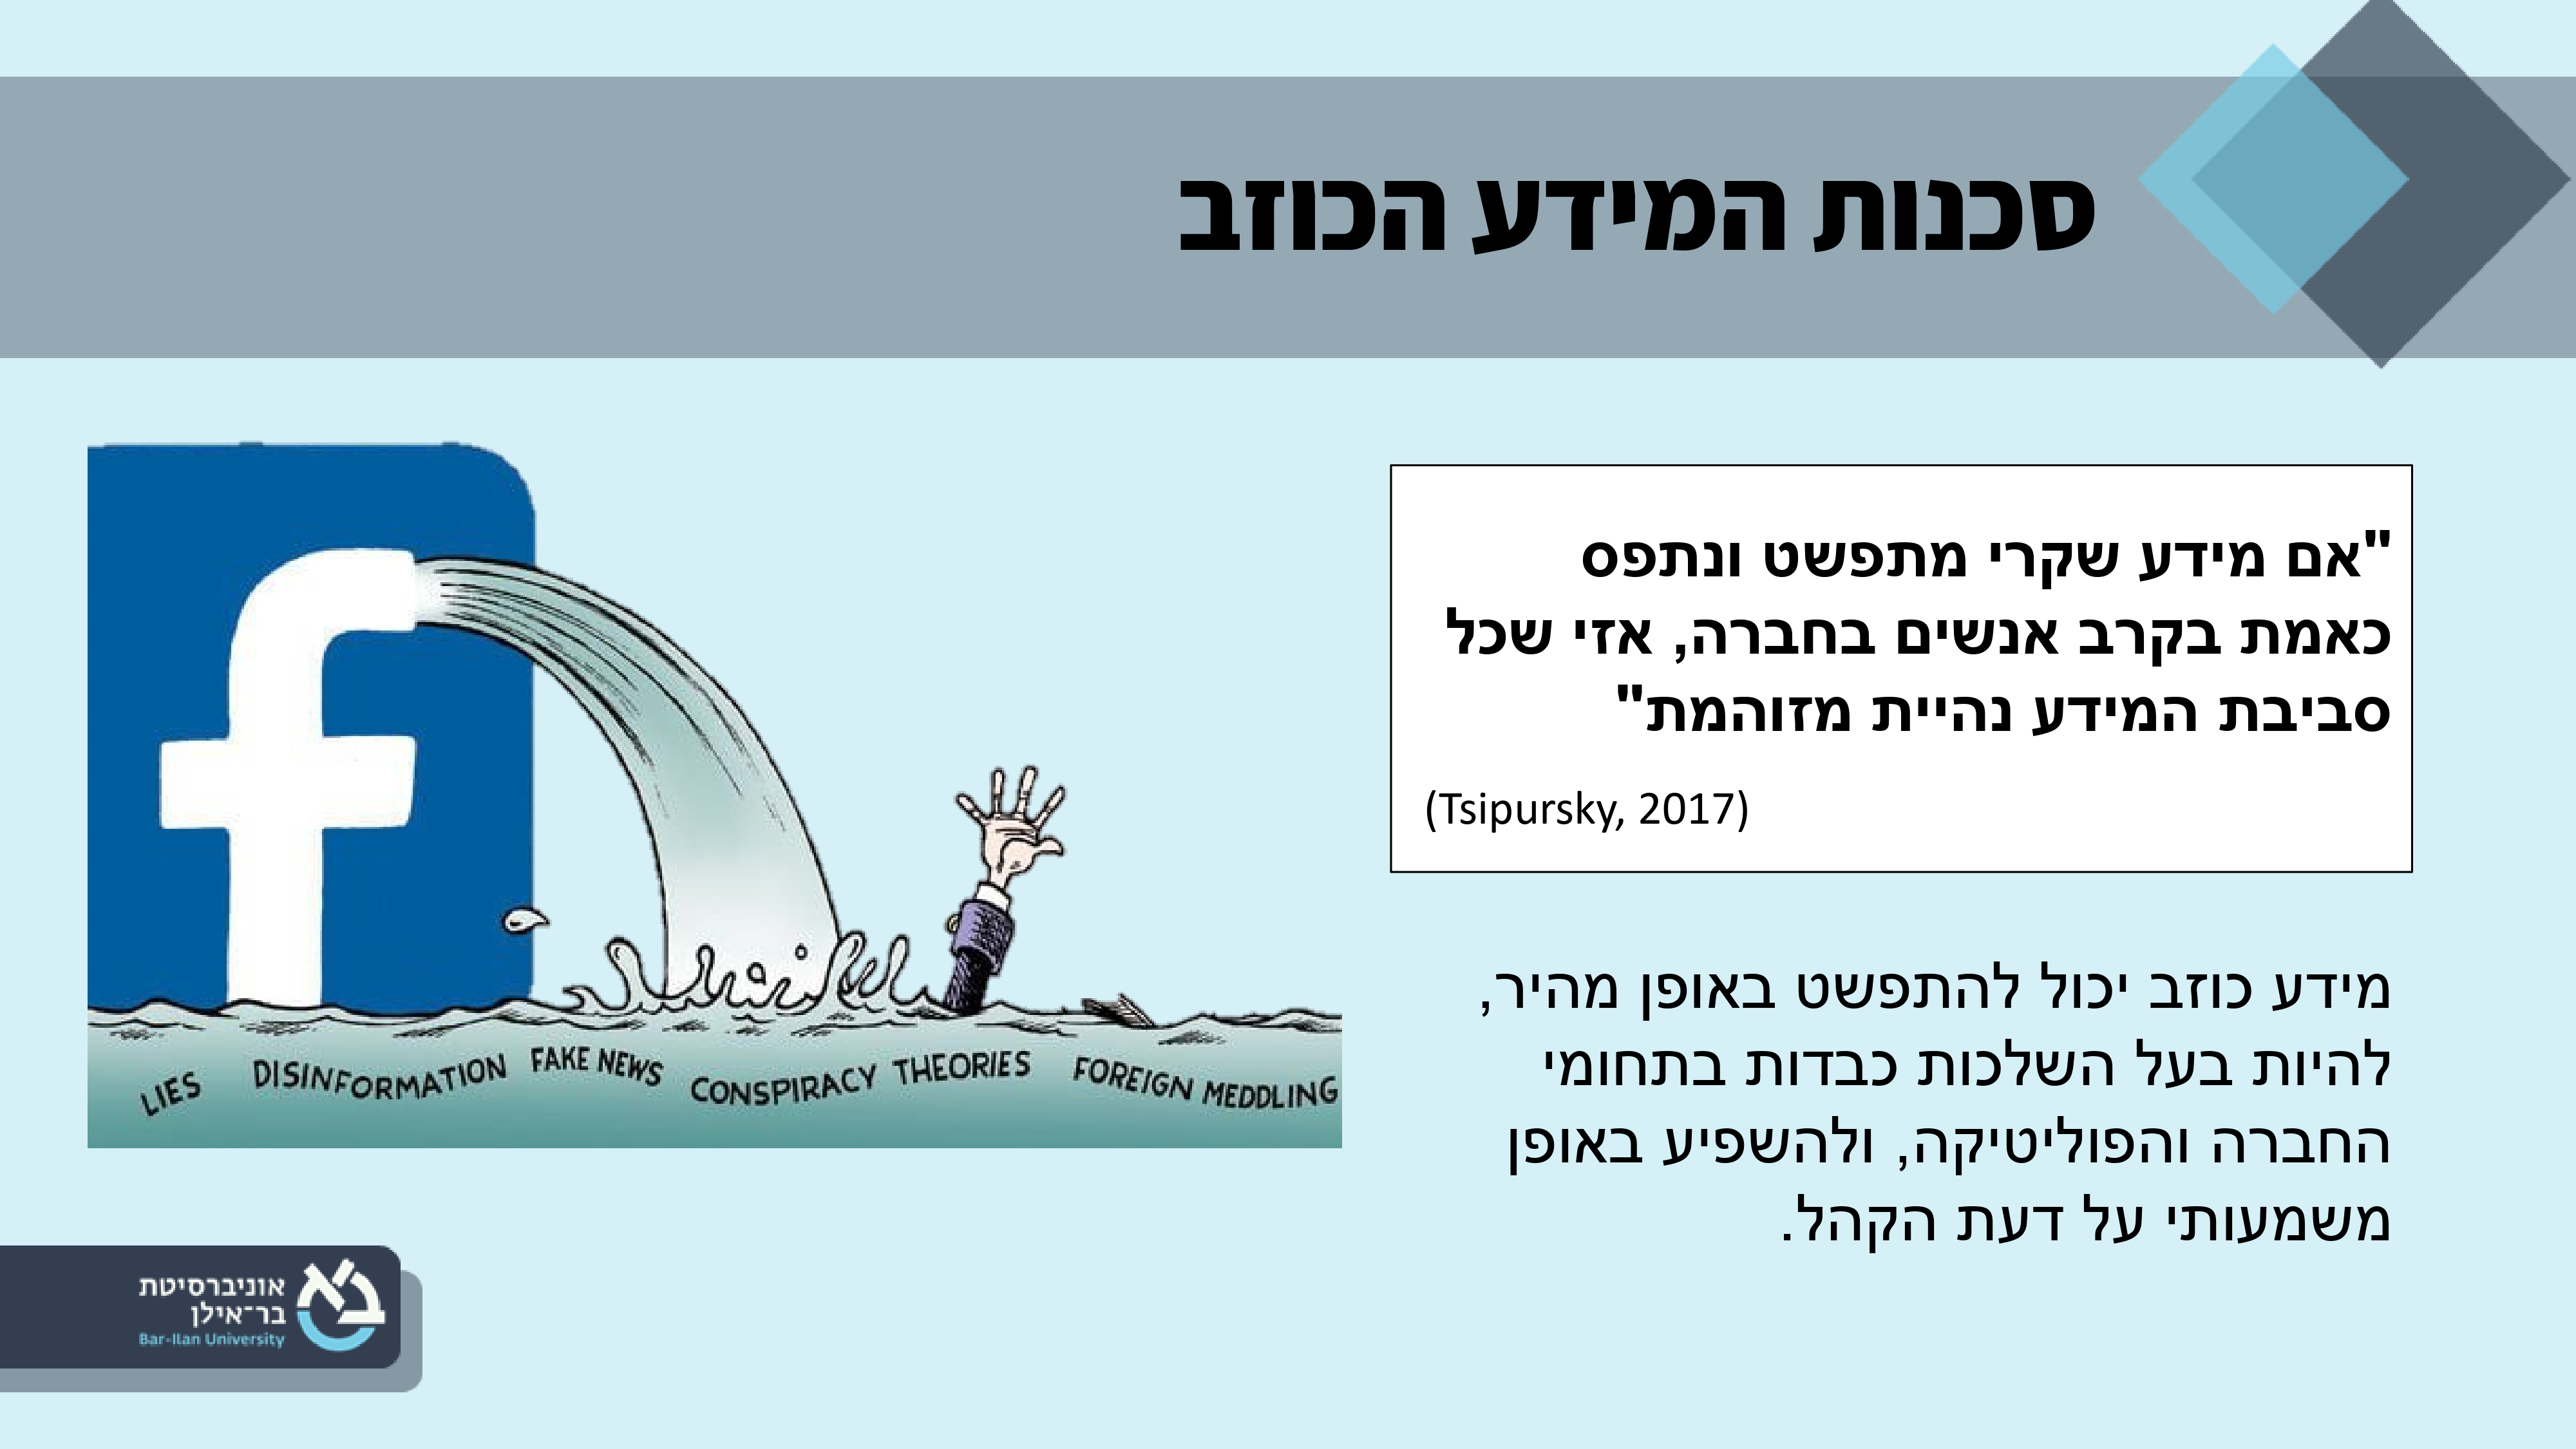 סכנות המידע הכוזב
"אם מידע שקרי מתפשט ונתפס
כאמת בקרב אנשים בחברה, אזי שכל
סביבת המידע נהיית מזוהמת"
(Tsipursky, 2017)
מידע כוזב יכול להתפשט באופן מהיר,
להיות בעל השלכות כבדות בתחומי
החברה והפוליטיקה, ולהשפיע באופן
משמעותי על דעת הקהל.
LIES DISINFORMATION FAKE NEWS CONSPIRACY THEORIES FOREIGN MEDDLING
אוניברסיטת
בר־אילן
Bar-Ilan University